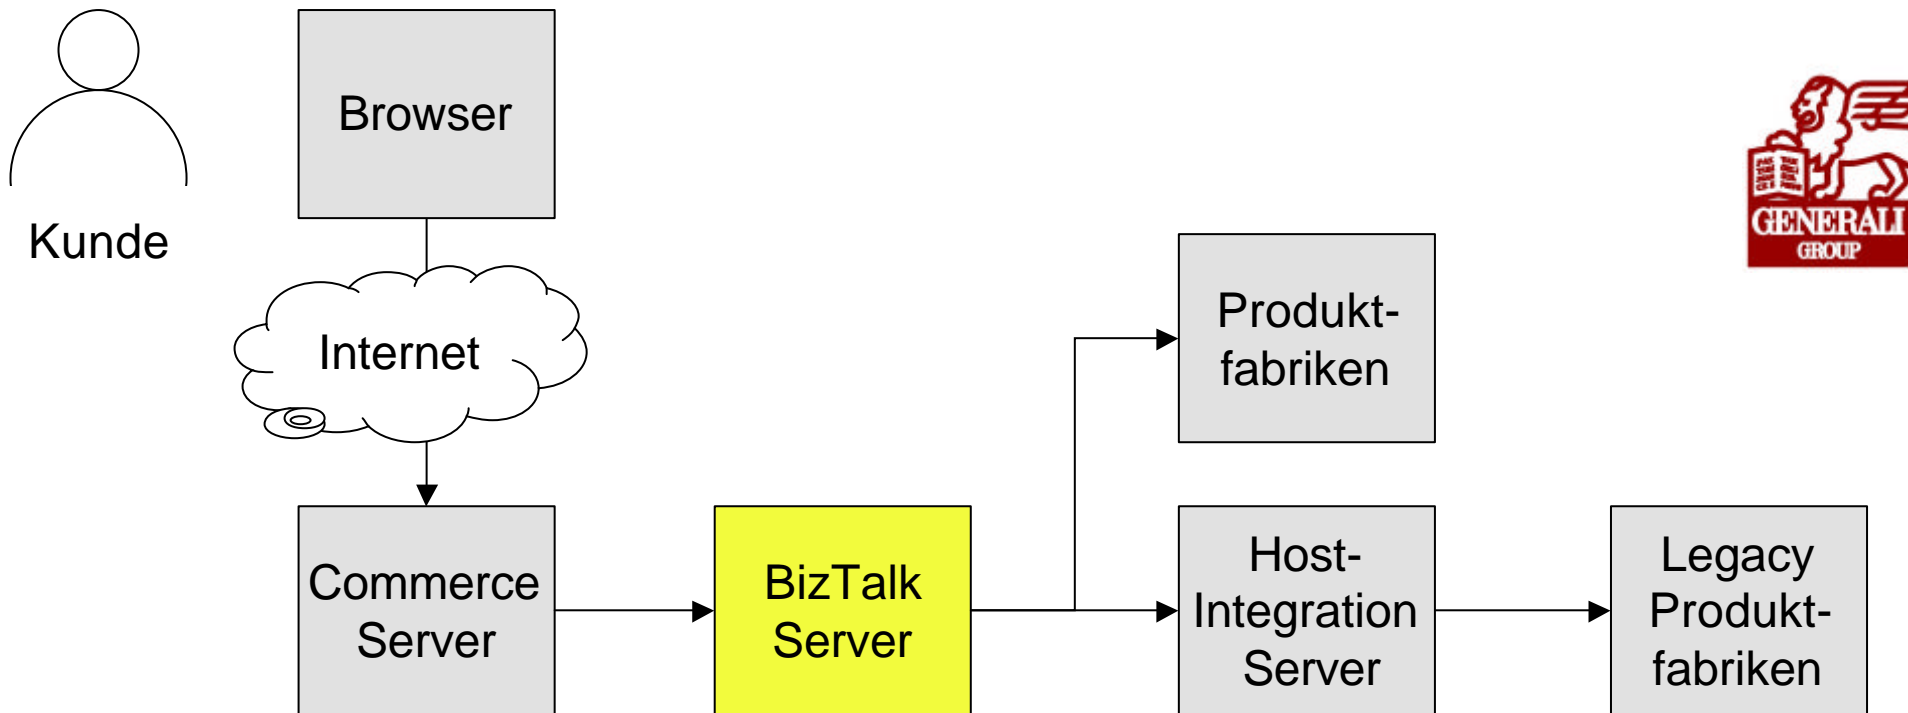 Browser
Kunde
Internet
GENERALI
GROUP
Produkt-
fabriken
Commerce
Server
BizTalk
Server
Host-
Integration
Server
Legacy
Produkt-
fabriken